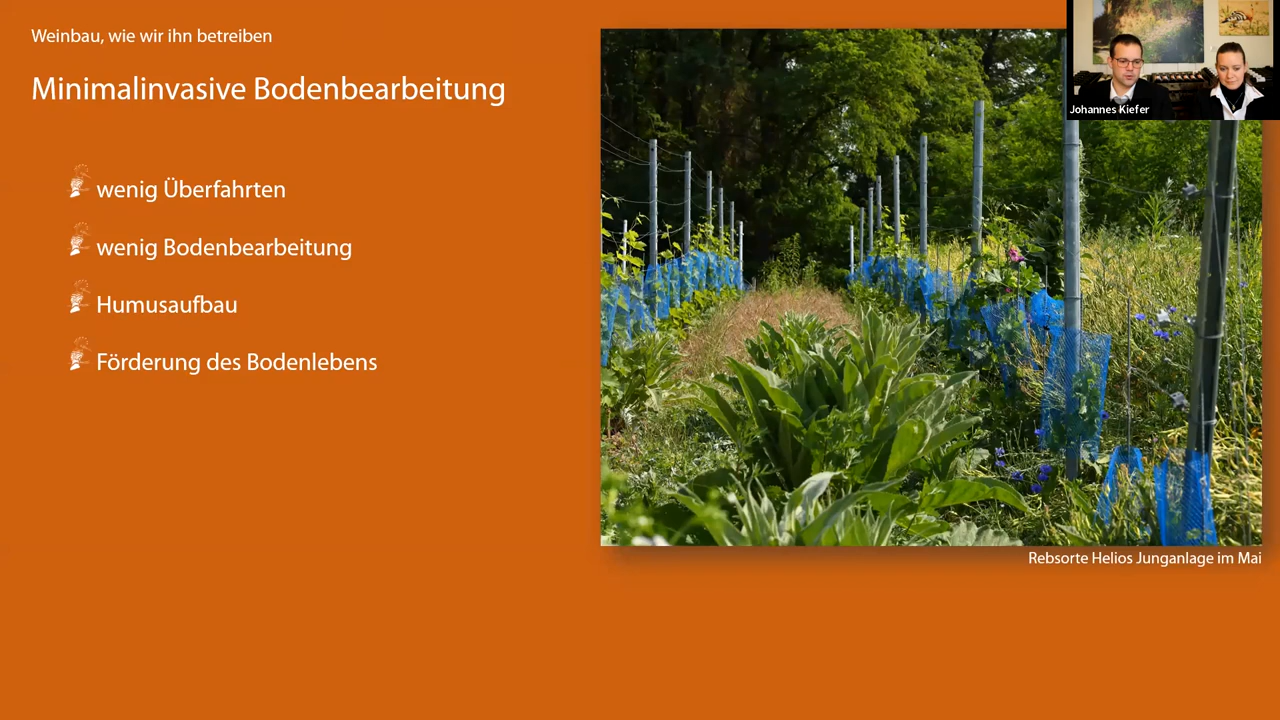 Weinbau, wie wir ihn betreiben
Minimalinvasive Bodenbearbeitung
wenig Überfahrten
wenig Bodenbearbeitung
Humusaufbau
Förderung des Bodenlebens
Johannes Kiefer
Rebsorte Helios Junganlage im Mai